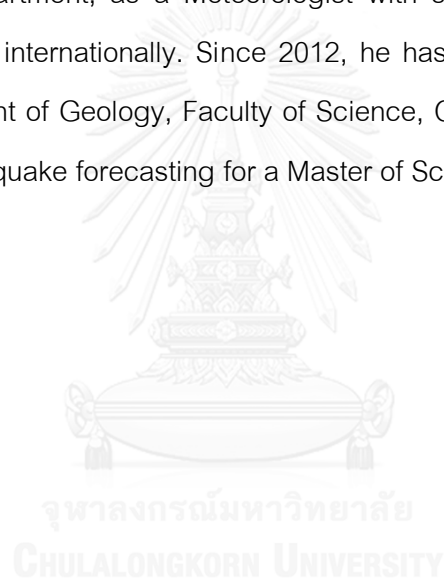 artment, as a Meteorologist with s
internationally. Since 2012, he has
nt of Geology, Faculty of Science, C
quake forecasting for a Master of Sc
จุฬาลงกรณ์มหาวิทยาลัย
CHULALONGKORN UNIVERSITY